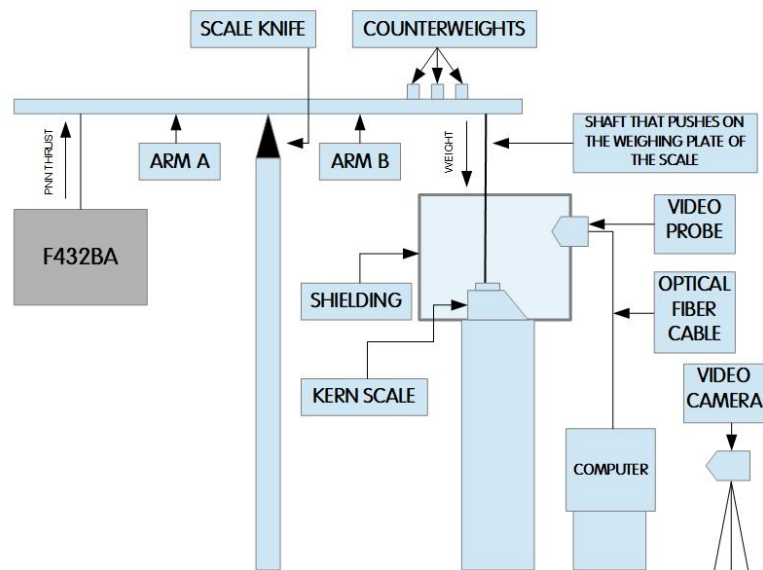 SCALE KNIFE
COUNTERWEIGHTS
PNN THRUST
ARM A
ARM B
WEIGHT
SHAFT THAT PUSHES ON
THE WEIGHING PLATE OF
THE SCALE
F432BA
VIDEO
PROBE
SHIELDING
OPTICAL
FIBER
CABLE
KERN SCALE
VIDEO
CAMERA
COMPUTER